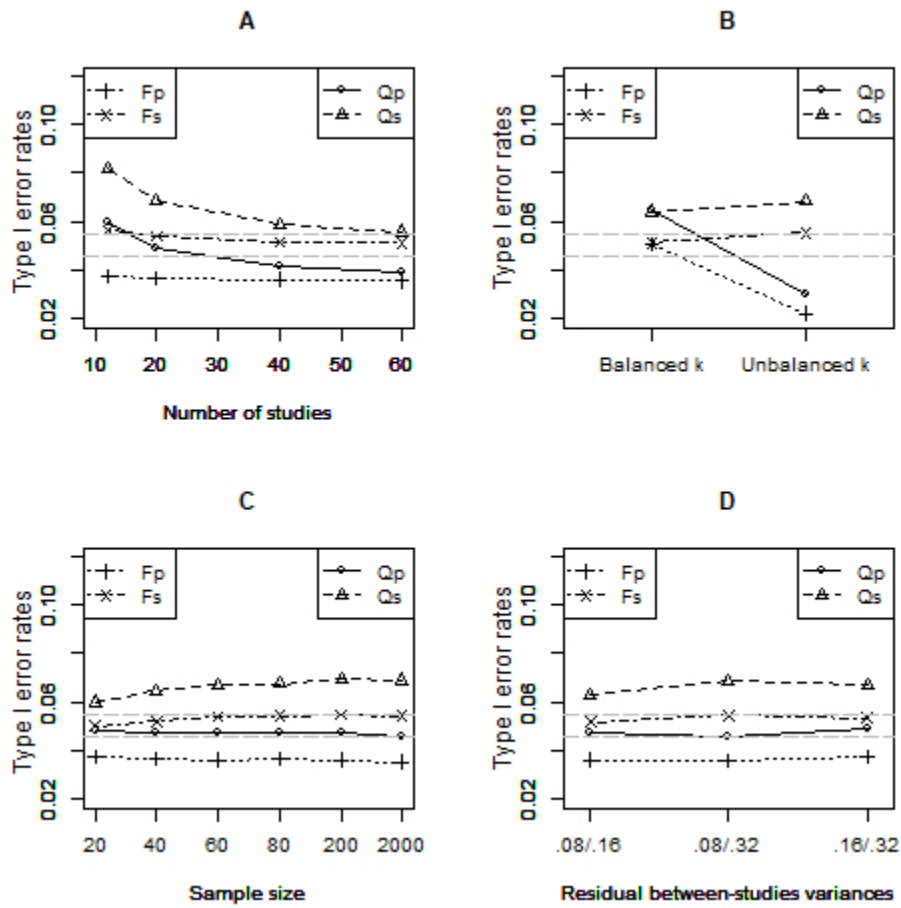 A
Type I error rates
0.02 0.06 0.10
Fp
Fs
Qp
Qs
10 20 30 40 50 60
Number of studies
B
Type I error rates
0.02 0.06 0.10
Fp
Fs
Qp
Qs
Balanced k Unbalanced k
C
Type I error rates
0.02 0.06 0.10
Fp
Fs
Qp
Qs
20 40 60 80 200 2000
Sample size
D
Type I error rates
0.02 0.06 0.10
Fp
Fs
Qp
Qs
.08/.16 .08/.32 .16/.32
Residual between-studies variances